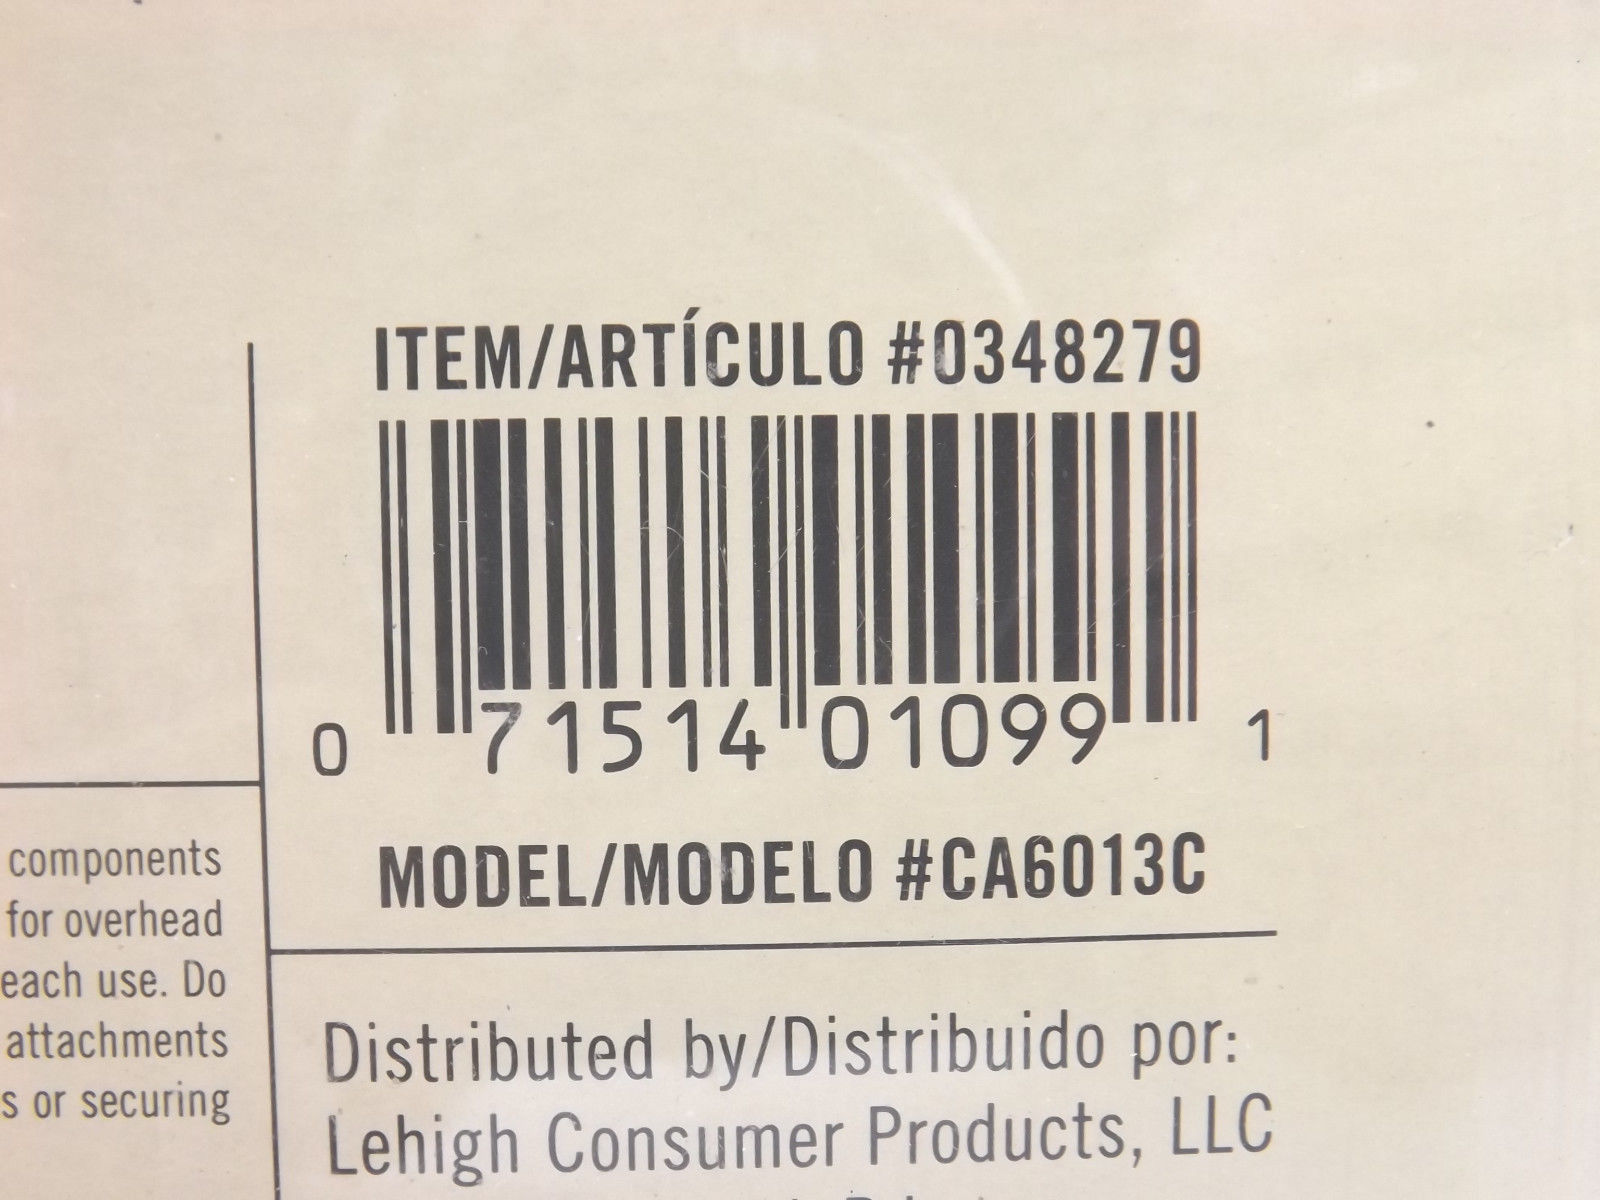 ITEM/ARTÍCULO #0348279
0 71514 01099 1
MODEL/MODELO #CA6013C
components
for overhead
each use. Do
attachments
s or securing
Distributed by/Distribuido por:
Lehigh Consumer Products, LLC